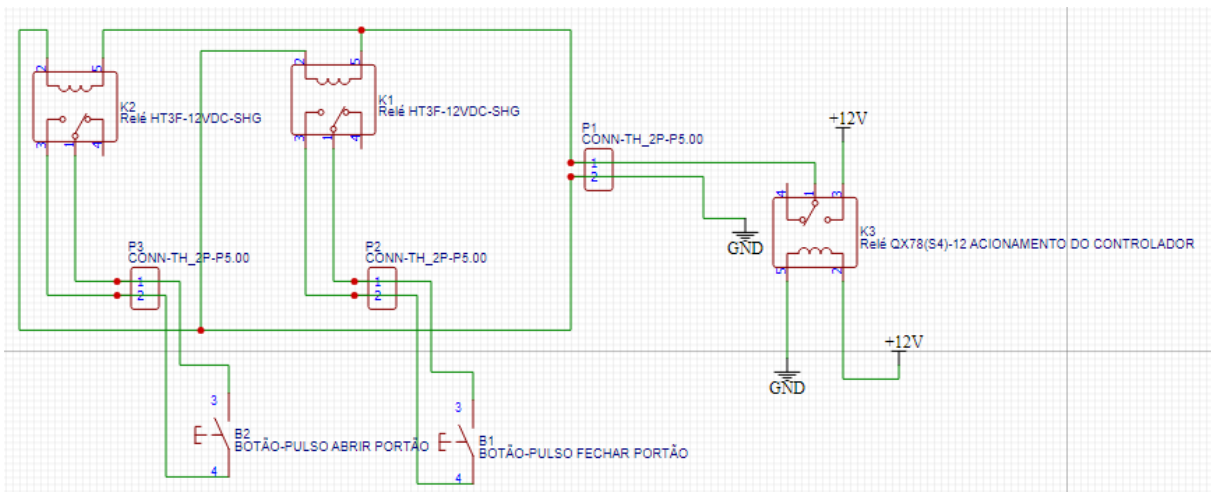 2
5
K2
Relé HT3F-12VDC-SHG
3
1
4
2
5
K1
Relé HT3F-12VDC-SHG
3
1
4
P1
CONN-TH_2P-P5.00
1
2
GND
+12V
4
1
3
K3
Relé QX78(S4)-12 ACIONAMENTO DO CONTROLADOR
5
2
+12V
GND
P3
CONN-TH_2P-P5.00
1
2
P2
CONN-TH_2P-P5.00
1
2
3
B2
BOTÃO-PULSO ABRIR PORTÃO
4
3
B1
BOTÃO-PULSO FECHAR PORTÃO
4